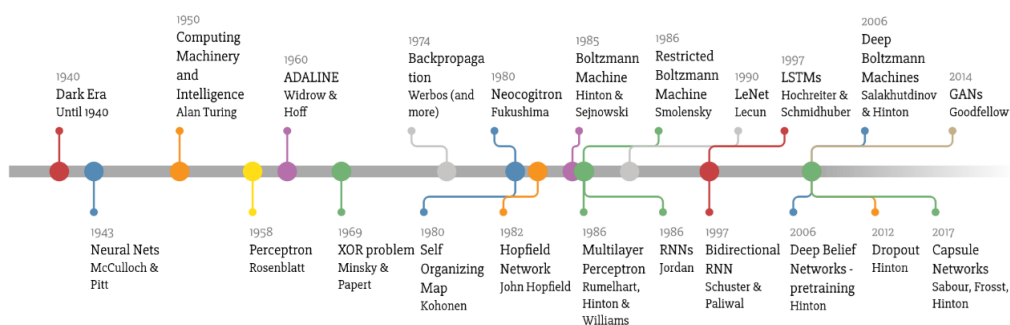 1940
Dark Era
Until 1940
1950
Computing
Machinery
and
Intelligence
Alan Turing
1960
ADALINE
Widrow &
Hoff
1974
Backpropaga
tion
Werbos (and
more)
1980
Neocogitron
Fukushima
1985
Boltzmann
Machine
Hinton &
Sejnowski
1986
Restricted
Boltzmann
Machine
Smolensky
1990
LeNet
Lecun
1997
LSTMs
Hochreiter &
Schmidhuber
2006
Deep
Boltzmann
Machines
Salakhutdinov
& Hinton
2014
GANs
Goodfellow
1943
Neural Nets
McCulloch &
Pitt
1958
Perceptron
Rosenblatt
1969
XOR problem
Minsky &
Papert
1980
Self
Organizing
Map
Kohonen
1982
Hopfield
Network
John Hopfield
1986
Multilayer
Perceptron
Rumelhart,
Hinton &
Williams
1986
RNNs
Jordan
1997
Bidirectional
RNN
Schuster &
Paliwal
2006
Deep Belief
Networks -
pretraining
Hinton
2012
Dropout
Hinton
2017
Capsule
Networks
Sabour, Frosst,
Hinton